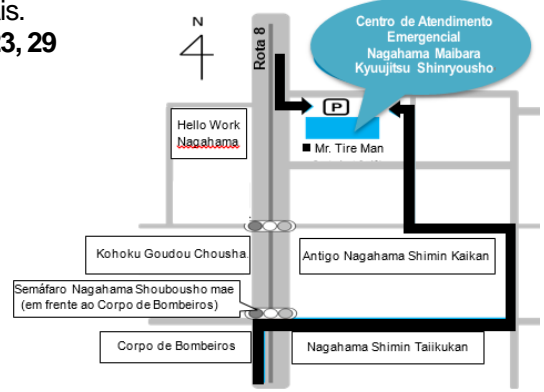 ais.
23, 29
N
Rota 8
Centro de Atendimento
Emergencial
Nagahama Maibara
Kyuujitsu Shinryousho
P
Hello Work
Nagahama
■ Mr. Tire Man
Kohoku Goudou Chousha
Antigo Nagahama Shimin Kaikan
Semáfaro Nagahama Shoubousho mae
(em frente ao Corpo de Bombeiros)
Corpo de Bombeiros
Nagahama Shimin Taiikukan